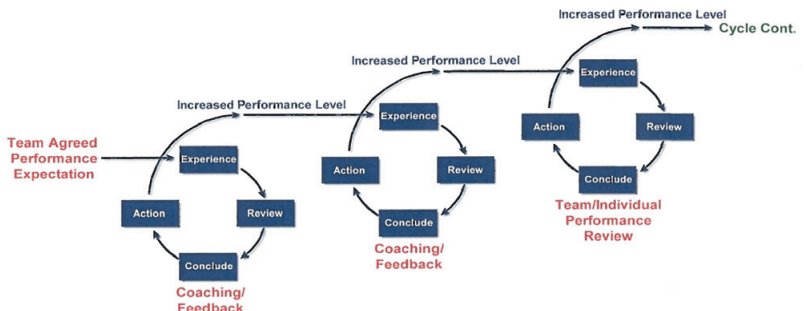 Increased Performance Level
Cycle Cont.
Increased Performance Level
Experience
Increased Performance Level
Experience
Action
Review
Team Agreed
Performance
Expectation
Experience
Action
Review
Conclude
Team/Individual
Performance
Review
Action
Review
Conclude
Coaching/
Feedback
Conclude
Coaching/
Feedback